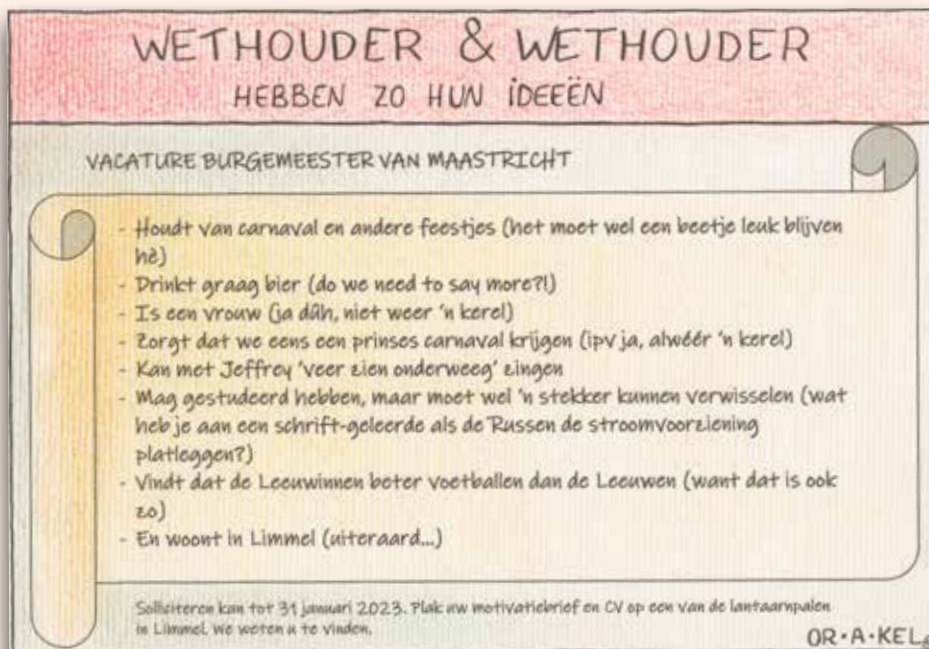 WETHOUDER & WETHOUDER
HEBBEN ZO HUN IDEEËN
VACATURE BURGEMEESTER VAN MAASTRICHT
- Houdt van carnaval en andere feestjes (het moet wel een beetje leuk blijven
hè)
- Drinkt graag bier (do we need to say more?!)
- Is een vrouw (ja dûh, niet weer 'n kerel)
- Zorgt dat we eens een prinses carnaval krijgen (ipv ja, alwéér 'n kerel)
- Kan met Jeffrey 'veer zien onderweeg' zingen
- Mag gestudeerd hebben, maar moet wel 'n stekker kunnen verwisselen (wat
heb je aan een schrift-geleerde als de Russen de stroomvoorziening
platleggen?)
- Vindt dat de Leeuwinnen beter voetballen dan de Leeuwen (want dat is ook
zo)
- En woont in Limmel (uiteraard...)
Solliciteren kan tot 31 januari 2023. Plak uw motivatiebrief en CV op een van de lantaarnpalen
in Limmel. We weten u te vinden.
OR•A•KEL